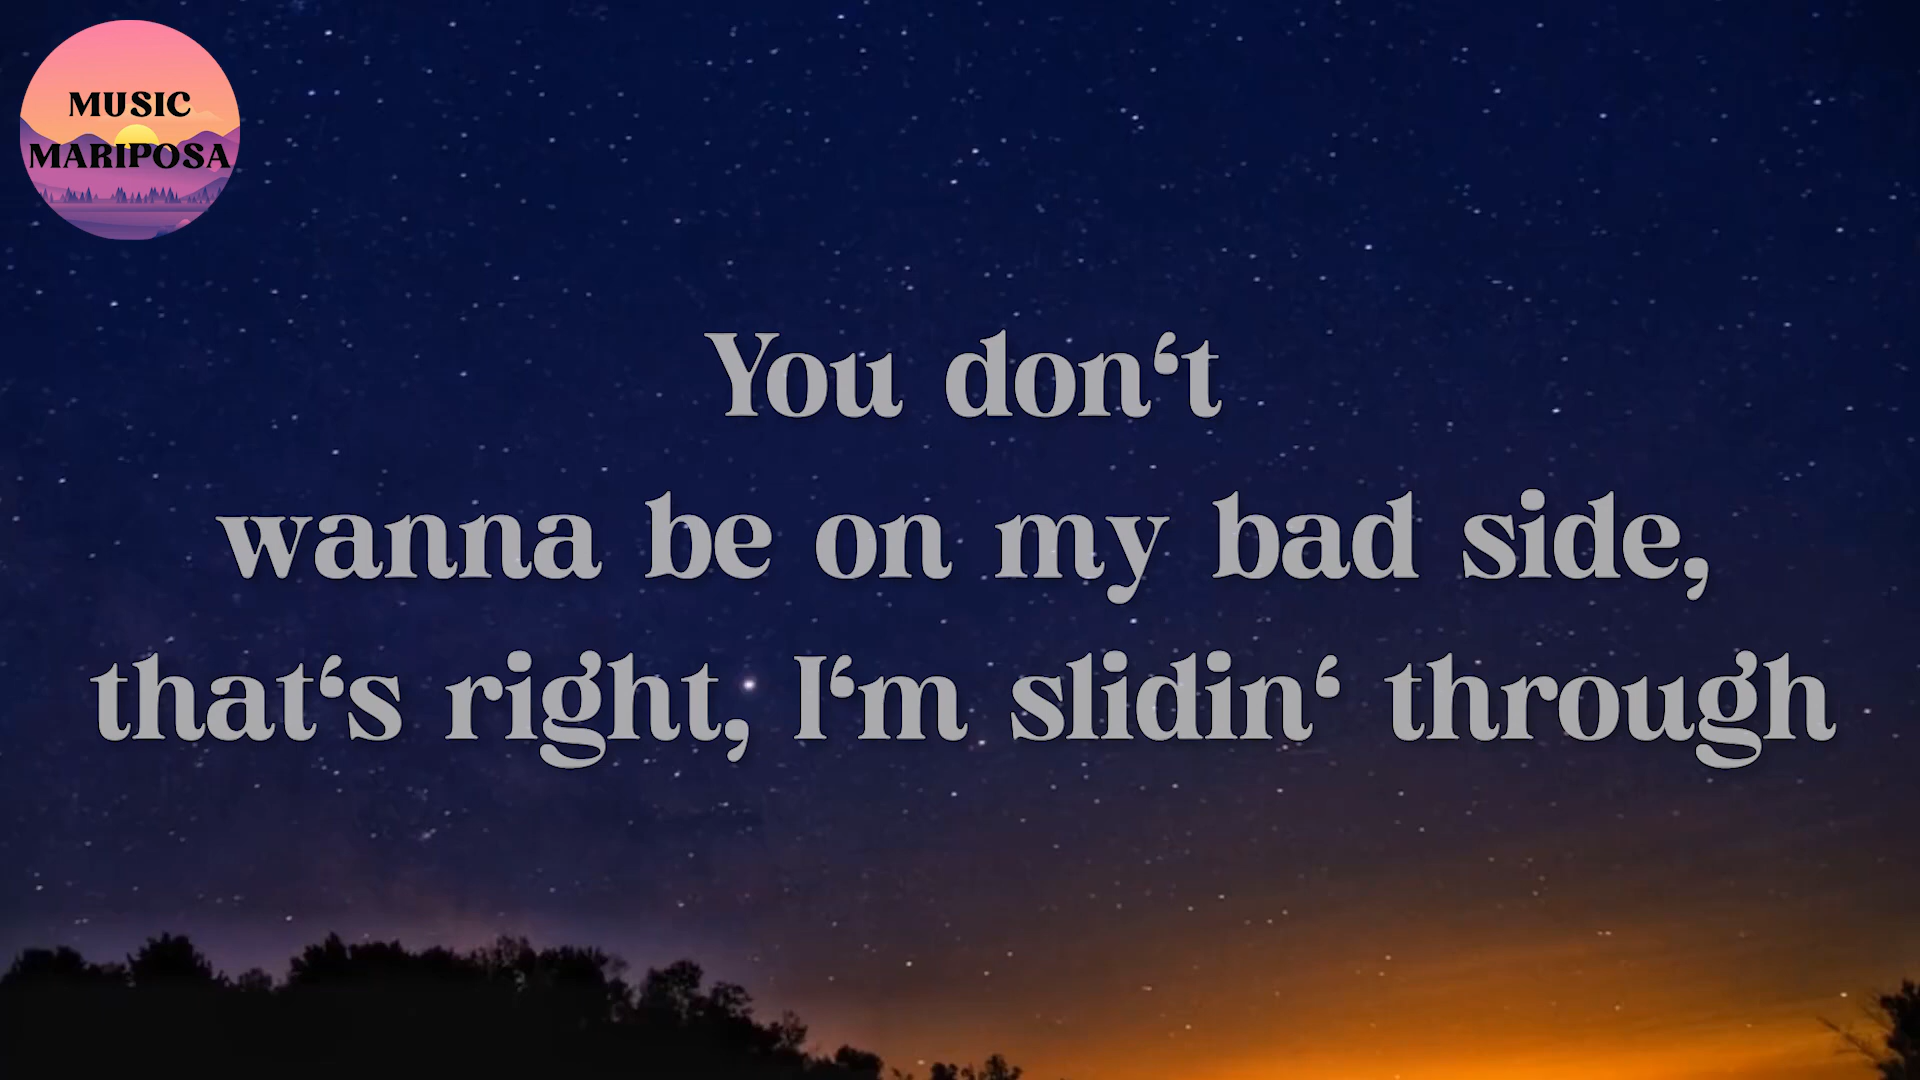 MUSIC
MARIPOSA
You don‘t
wanna be on my bad side,
that‘s right, I‘m slidin‘ through